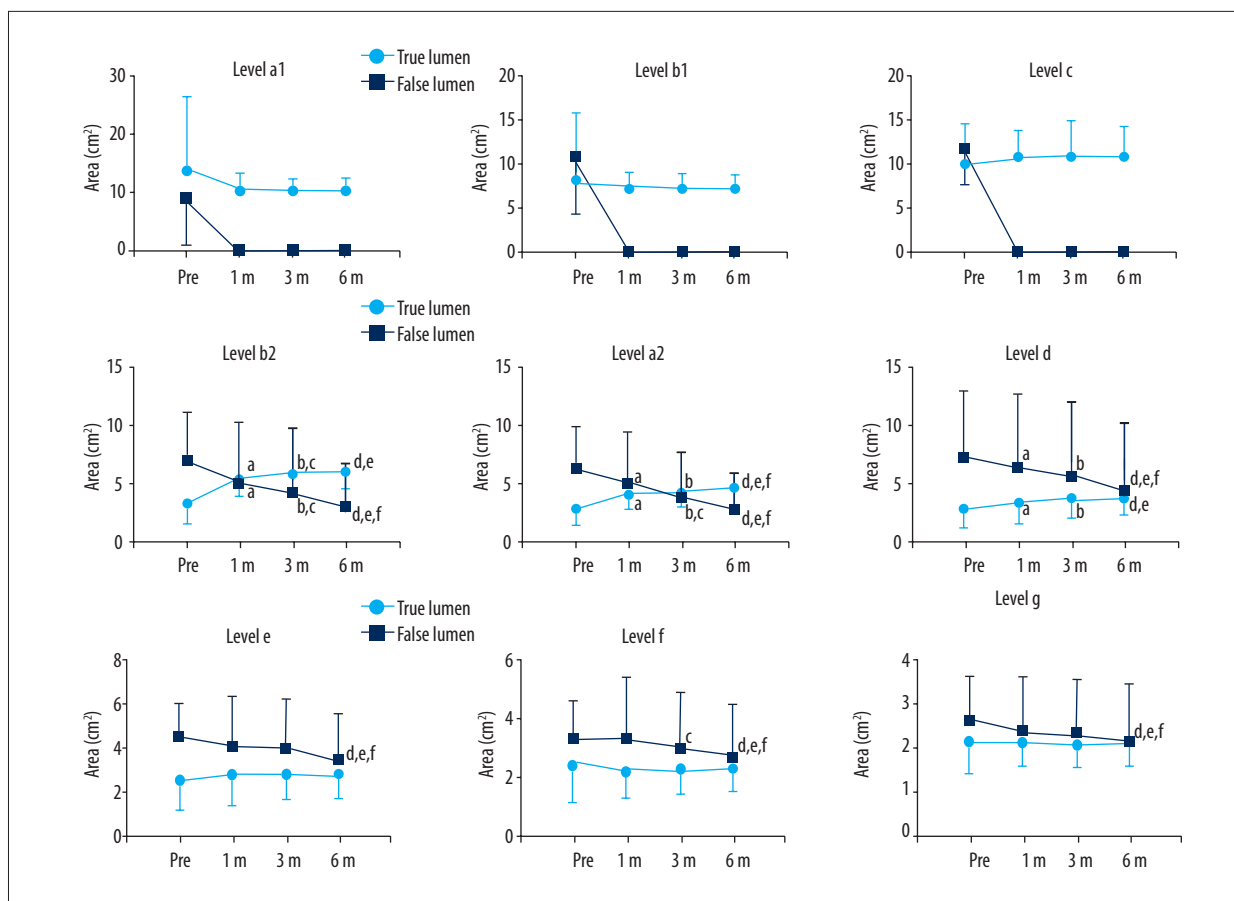 True lumen
False lumen
Level a1
Area (cm²)
30
20
10
0
Pre 1 m 3 m 6 m
Level b1
Area (cm²)
20
15
10
5
0
Pre 1 m 3 m 6 m
Level c
Area (cm²)
20
15
10
5
0
Pre 1 m 3 m 6 m
True lumen
False lumen
Level b2
Area (cm²)
15
10
5
0
a
b,c
d,e
a
b,c
d,e,f
Pre 1 m 3 m 6 m
Level a2
Area (cm²)
15
10
5
0
a
b
d,e,f
a
b,c
d,e,f
Pre 1 m 3 m 6 m
Level d
Area (cm²)
15
10
5
0
a
b
d,e,f
a
b
d,e
Pre 1 m 3 m 6 m
True lumen
False lumen
Level e
Area (cm²)
8
6
4
2
0
d,e,f
Pre 1 m 3 m 6 m
Level f
Area (cm²)
6
4
2
0
c
d,e,f
Pre 1 m 3 m 6 m
Level g
Area (cm²)
4
3
2
1
0
d,e,f
Pre 1 m 3 m 6 m